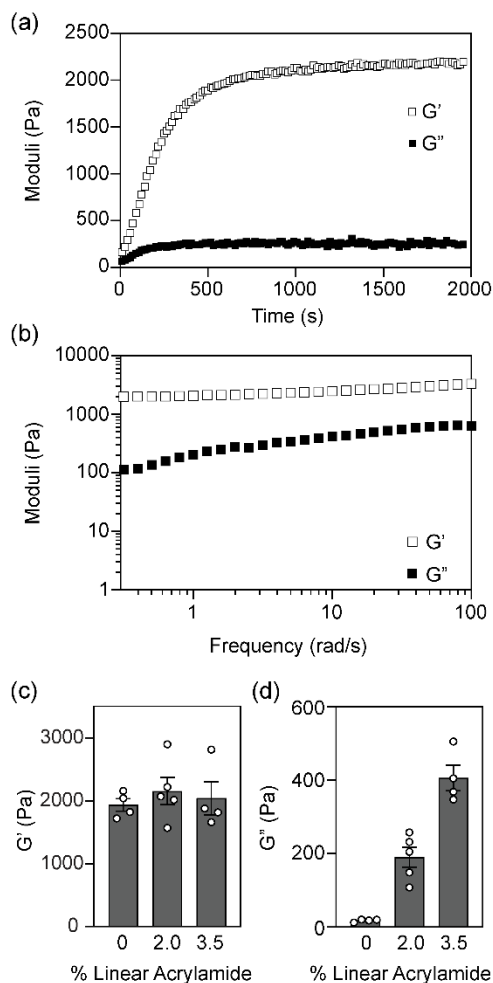 (a)
2500
2000
1500
1000
500
0
Moduli (Pa)
G’
G”
0 500 1000 1500 2000
Time (s)
(b)
10000
1000
100
10
1
Moduli (Pa)
G’
G”
1 10 100
Frequency (rad/s)
(c)
3000
2000
1000
0
G’ (Pa)
0 2.0 3.5
% Linear Acrylamide
(d)
600
400
200
0
G” (Pa)
0 2.0 3.5
% Linear Acrylamide